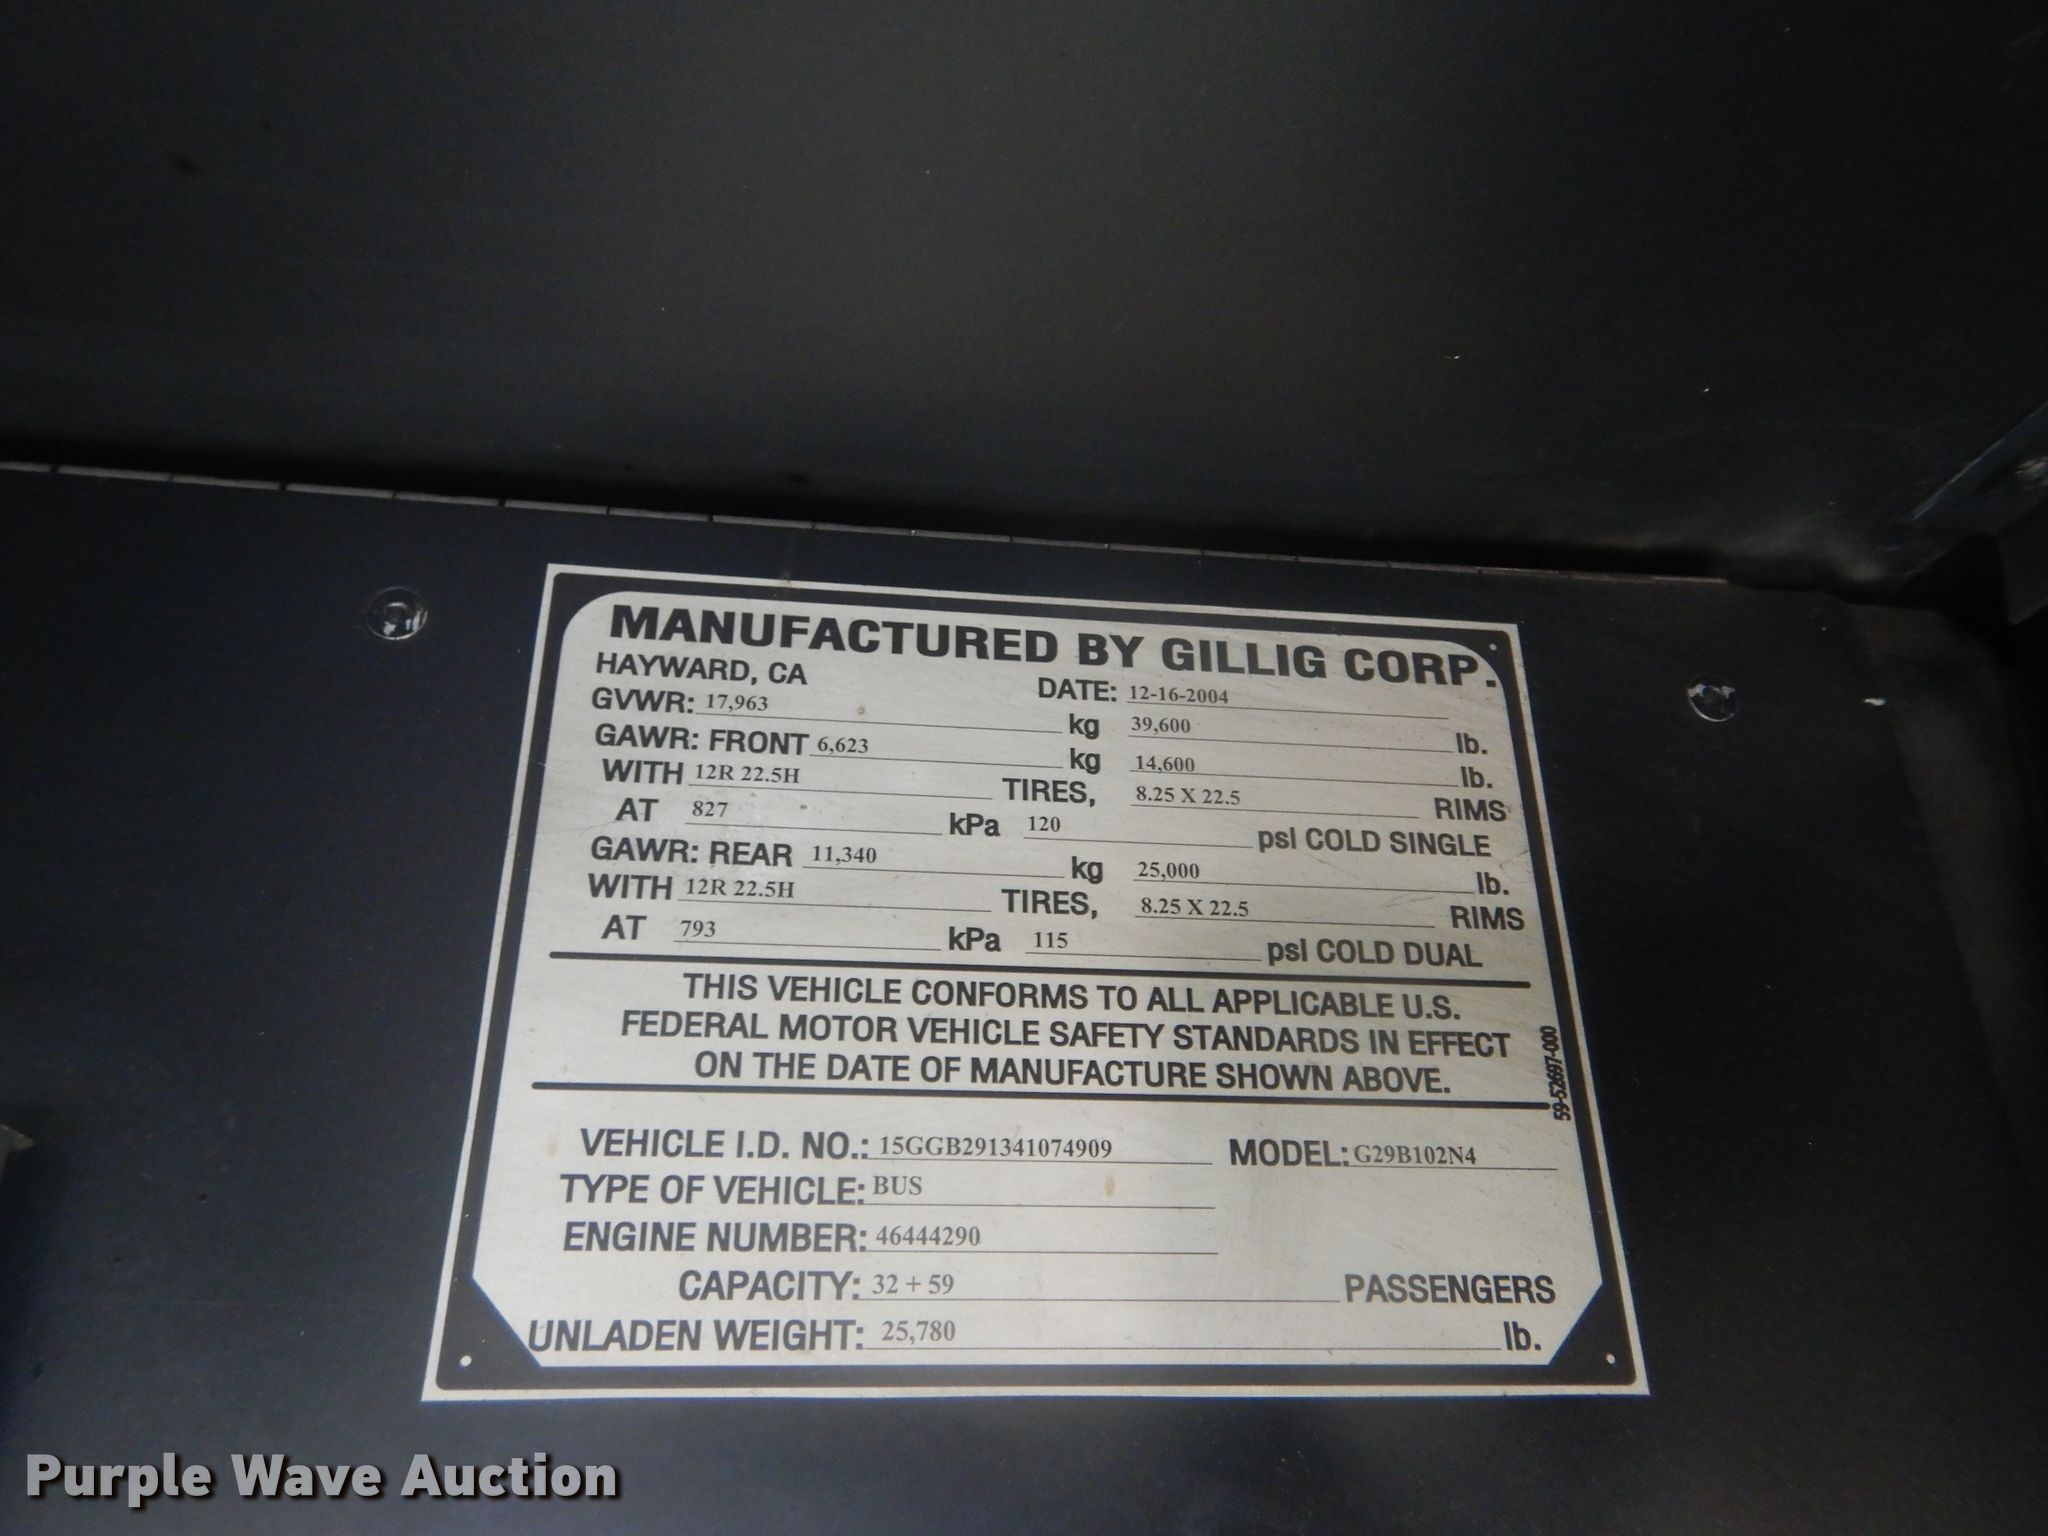 MANUFACTURED BY GILLIG CORP.
HAYWARD, CA DATE: 12-16-2004
GVWR: 17,963 kg 39,600 lb.
GAWR: FRONT 6,623 kg 14,600 lb.
WITH 12R 22.5H TIRES, 8.25 X 22.5 RIMS
AT 827 kPa 120 psI COLD SINGLE
GAWR: REAR 11,340 kg 25,000 lb.
WITH 12R 22.5H TIRES, 8.25 X 22.5 RIMS
AT 793 kPa 115 psI COLD DUAL
THIS VEHICLE CONFORMS TO ALL APPLICABLE U.S.
FEDERAL MOTOR VEHICLE SAFETY STANDARDS IN EFFECT
ON THE DATE OF MANUFACTURE SHOWN ABOVE.
59-52697-000
VEHICLE I.D. NO.: 15GGB291341074909 MODEL: G29B102N4
TYPE OF VEHICLE: BUS
ENGINE NUMBER: 46444290
CAPACITY: 32 + 59 PASSENGERS
UNLADEN WEIGHT: 25,780 lb.
Purple Wave Auction